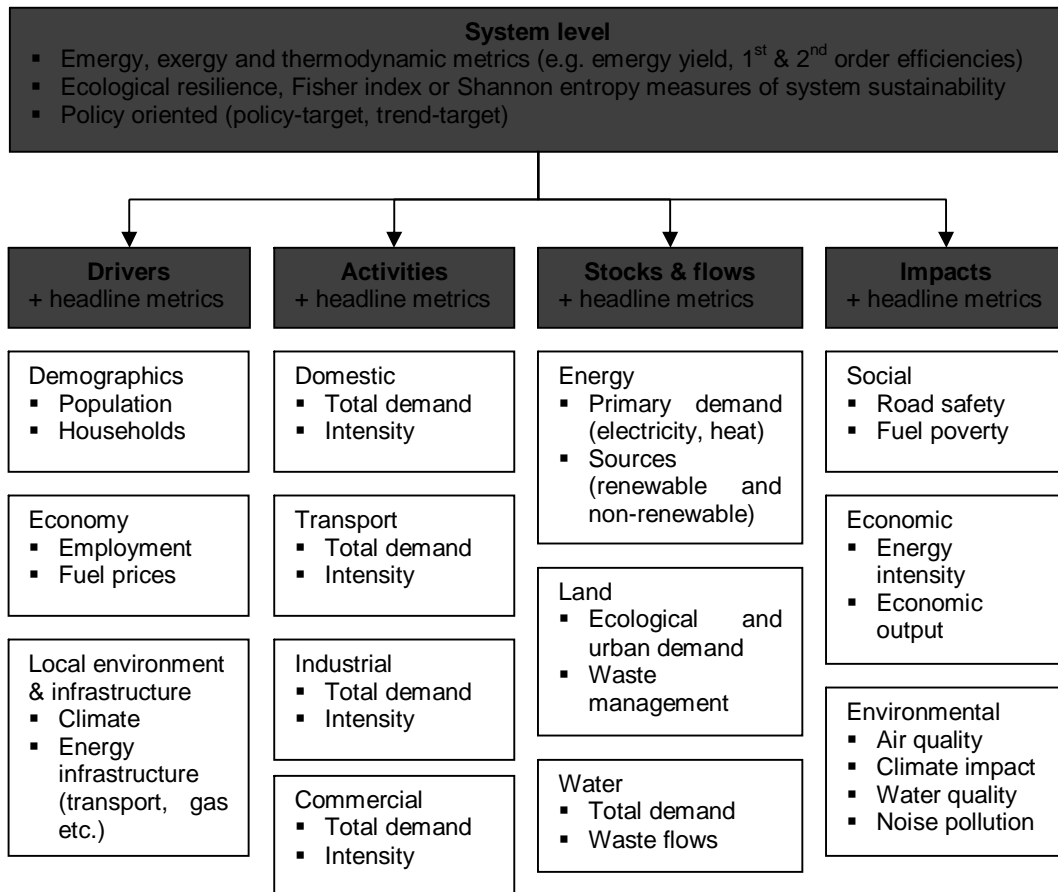 System level
▪ Emergy, exergy and thermodynamic metrics (e.g. emergy yield, 1st & 2nd order efficiencies)
▪ Ecological resilience, Fisher index or Shannon entropy measures of system sustainability
▪ Policy oriented (policy-target, trend-target)
Drivers
+ headline metrics
Demographics
▪ Population
▪ Households
Economy
▪ Employment
▪ Fuel prices
Local environment
& infrastructure
▪ Climate
▪ Energy
infrastructure
(transport, gas
etc.)
Activities
+ headline metrics
Domestic
▪ Total demand
▪ Intensity
Transport
▪ Total demand
▪ Intensity
Industrial
▪ Total demand
▪ Intensity
Commercial
▪ Total demand
▪ Intensity
Stocks & flows
+ headline metrics
Energy
▪ Primary demand
(electricity, heat)
▪ Sources
(renewable and
non-renewable)
Land
▪ Ecological and
urban demand
▪ Waste
management
Water
▪ Total demand
▪ Waste flows
Impacts
+ headline metrics
Social
▪ Road safety
▪ Fuel poverty
Economic
▪ Energy
intensity
▪ Economic
output
Environmental
▪ Air quality
▪ Climate impact
▪ Water quality
▪ Noise pollution